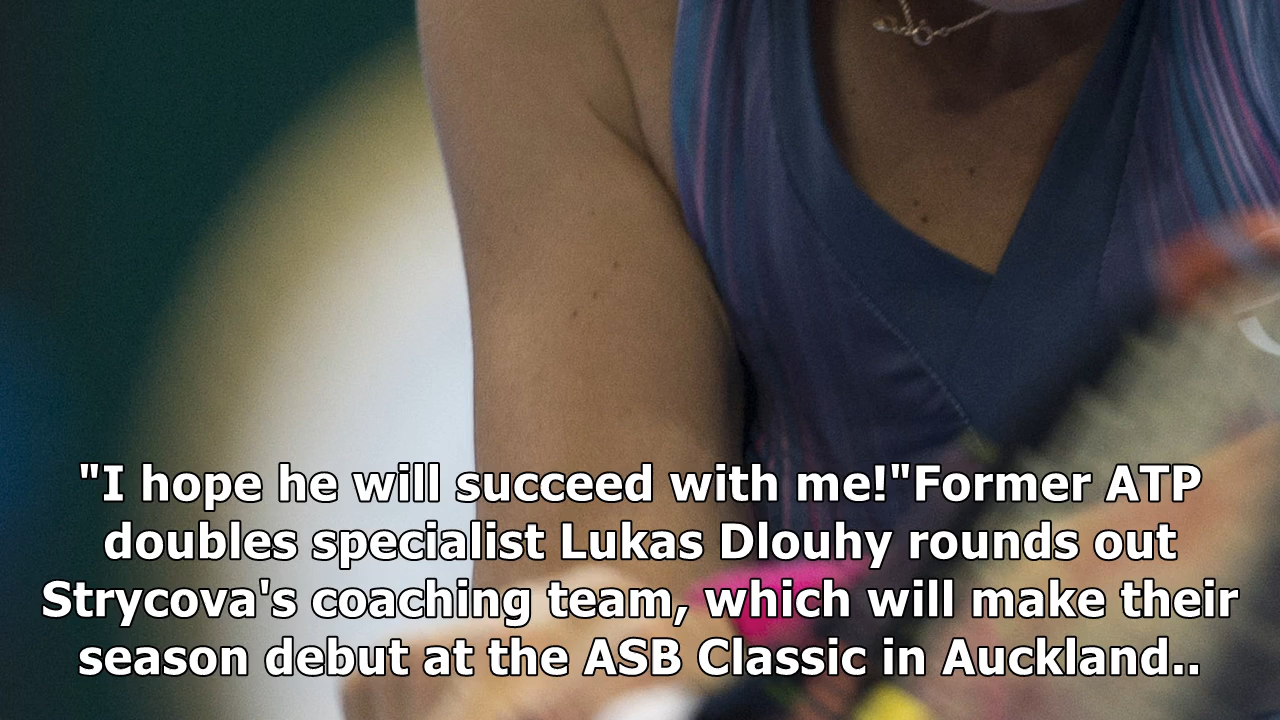 "I hope he will succeed with me!"Former ATP
doubles specialist Lukas Dlouhy rounds out
Strycova's coaching team, which will make their
season debut at the ASB Classic in Auckland..